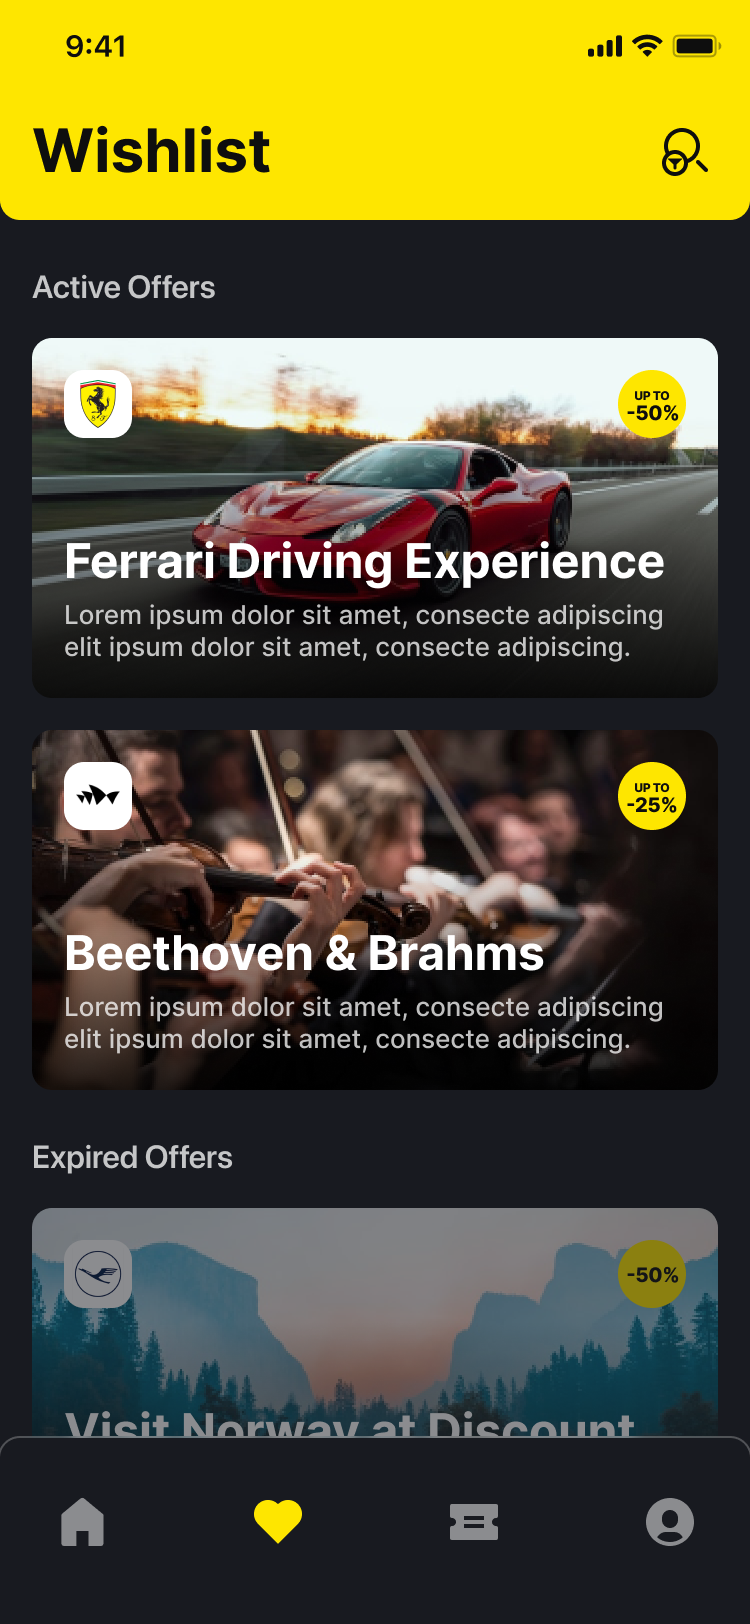 9:41
Wishlist
Active Offers
UP TO
-50%
Ferrari Driving Experience
Lorem ipsum dolor sit amet, consecte adipiscing
elit ipsum dolor sit amet, consecte adipiscing.
UP TO
-25%
Beethoven & Brahms
Lorem ipsum dolor sit amet, consecte adipiscing
elit ipsum dolor sit amet, consecte adipiscing.
Expired Offers
-50%
Visit Norway at Discount